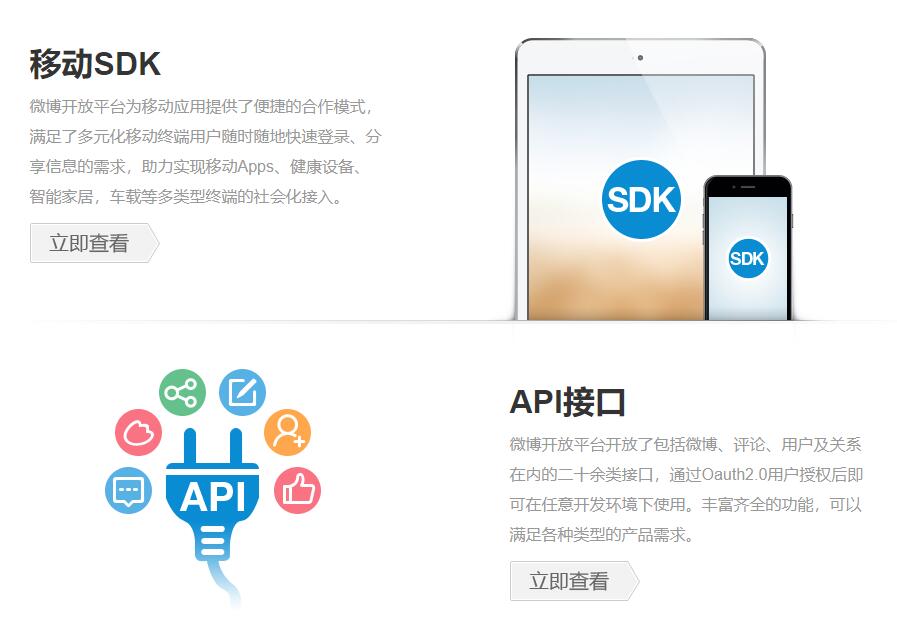 移动SDK
微博开放平台为移动应用提供了便捷的合作模式，
满足了多元化移动终端用户随时随地快速登录、分
享信息的需求，助力实现移动Apps、健康设备、
智能家居，车载等多类型终端的社会化接入。
立即查看
SDK
SDK
API
API接口
微博开放平台开放了包括微博、评论、用户及关系
在内的二十余类接口，通过Oauth2.0用户授权后即
可在任意开发环境下使用。丰富齐全的功能，可以
满足各种类型的产品需求。
立即查看